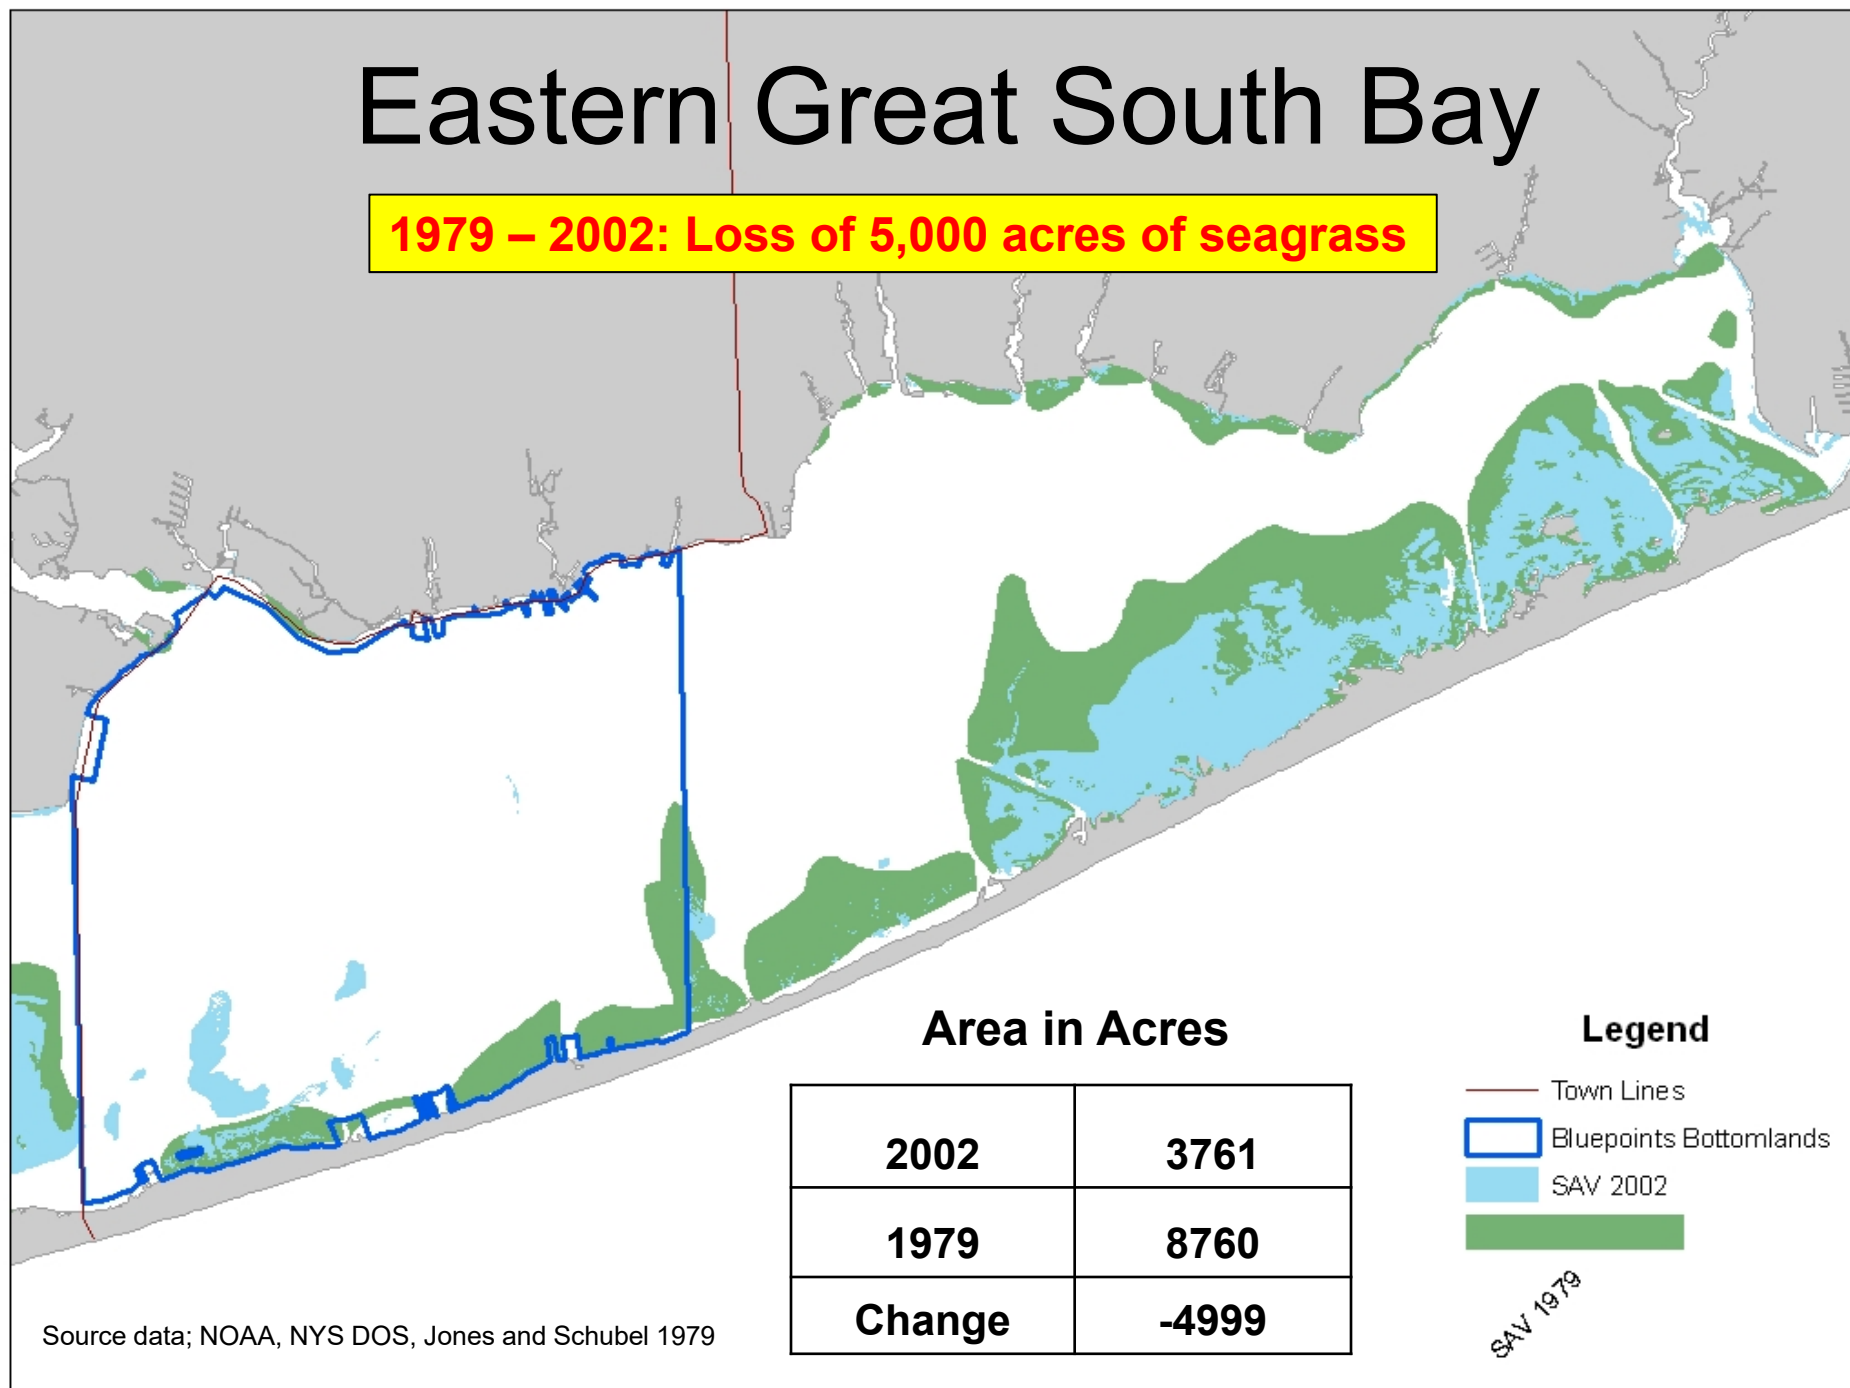 Eastern Great South Bay
1979 – 2002: Loss of 5,000 acres of seagrass
Area in Acres
2002 3761
1979 8760
Change -4999
Legend
Town Lines
Bluepoints Bottomlands
SAV 2002
SAV 1979
Source data; NOAA, NYS DOS, Jones and Schubel 1979